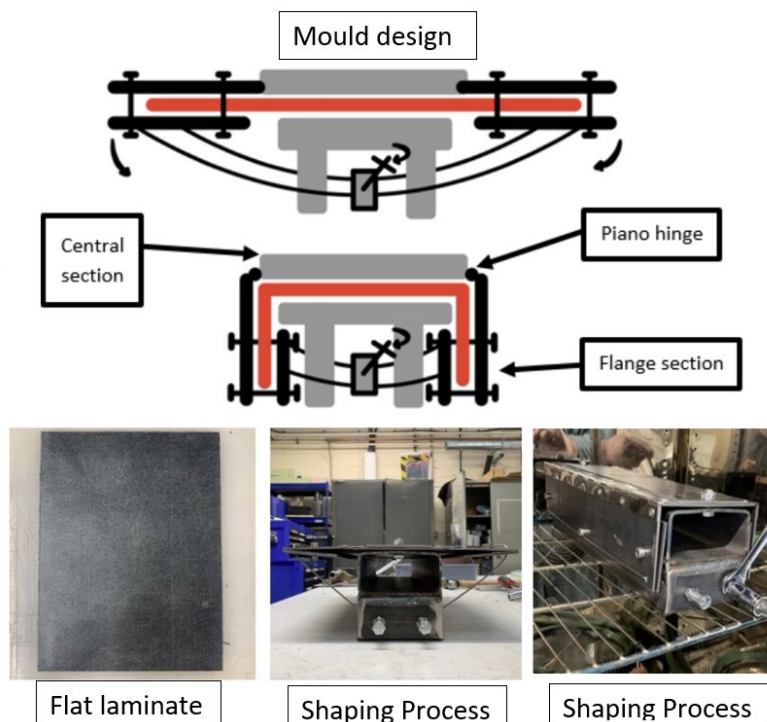 Mould design
Central
section
Piano hinge
Flange section
Flat laminate
Shaping Process
Shaping Process